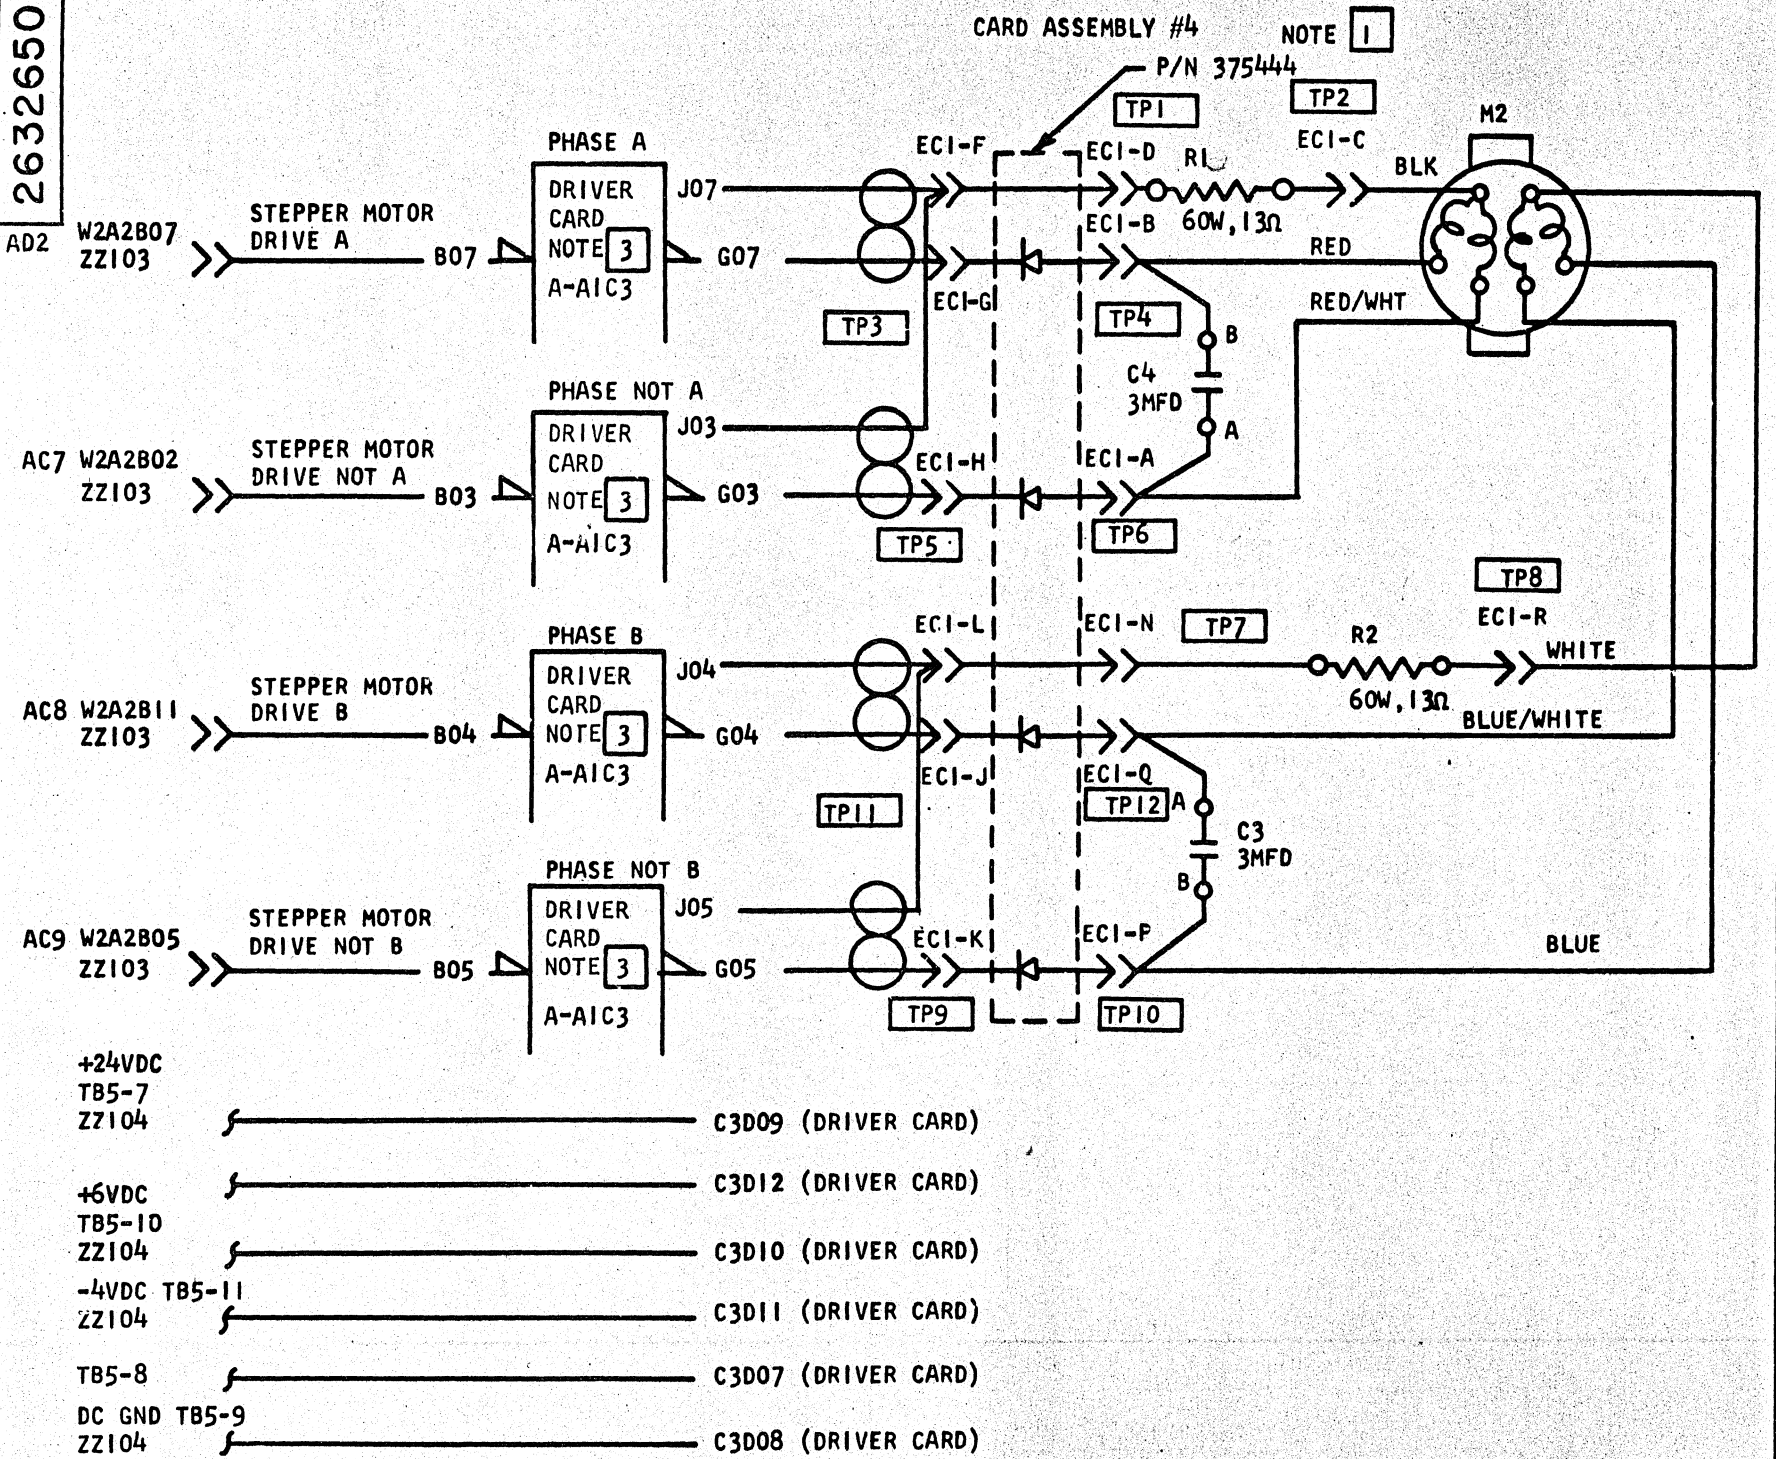 2632650
CARD ASSEMBLY #4
NOTE 1
P/N 375444
TP1
TP2
M2
PHASE A
EC1-F
EC1-D
R1
EC1-C
BLK
DRIVER
CARD
NOTE 3
A-A1C3
J07
AD2
W2A2B07
ZZ103
STEPPER MOTOR
DRIVE A
B07
G07
EC1-B
60W, 13Ω
RED
EC1-G
RED/WHT
TP3
TP4
B
C4
3MFD
A
PHASE NOT A
DRIVER
CARD
NOTE 3
A-A1C3
J03
AC7 W2A2B02
ZZ103
STEPPER MOTOR
DRIVE NOT A
B03
G03
EC1-H
EC1-A
TP5
TP6
TP8
EC1-R
WHITE
PHASE B
EC1-L
EC1-N
TP7
R2
60W, 13Ω
DRIVER
CARD
NOTE 3
A-A1C3
J04
AC8 W2A2B11
ZZ103
STEPPER MOTOR
DRIVE B
B04
G04
BLUE/WHITE
EC1-J
EC1-Q
TP11
TP12
A
C3
3MFD
B
PHASE NOT B
DRIVER
CARD
NOTE 3
A-A1C3
J05
AC9 W2A2B05
ZZ103
STEPPER MOTOR
DRIVE NOT B
B05
G05
EC1-K
EC1-P
BLUE
TP9
TP10
+24VDC
TB5-7
ZZ104
C3D09 (DRIVER CARD)
C3D12 (DRIVER CARD)
+6VDC
TB5-10
ZZ104
C3D10 (DRIVER CARD)
-4VDC TB5-11
ZZ104
C3D11 (DRIVER CARD)
TB5-8
C3D07 (DRIVER CARD)
DC GND TB5-9
ZZ104
C3D08 (DRIVER CARD)